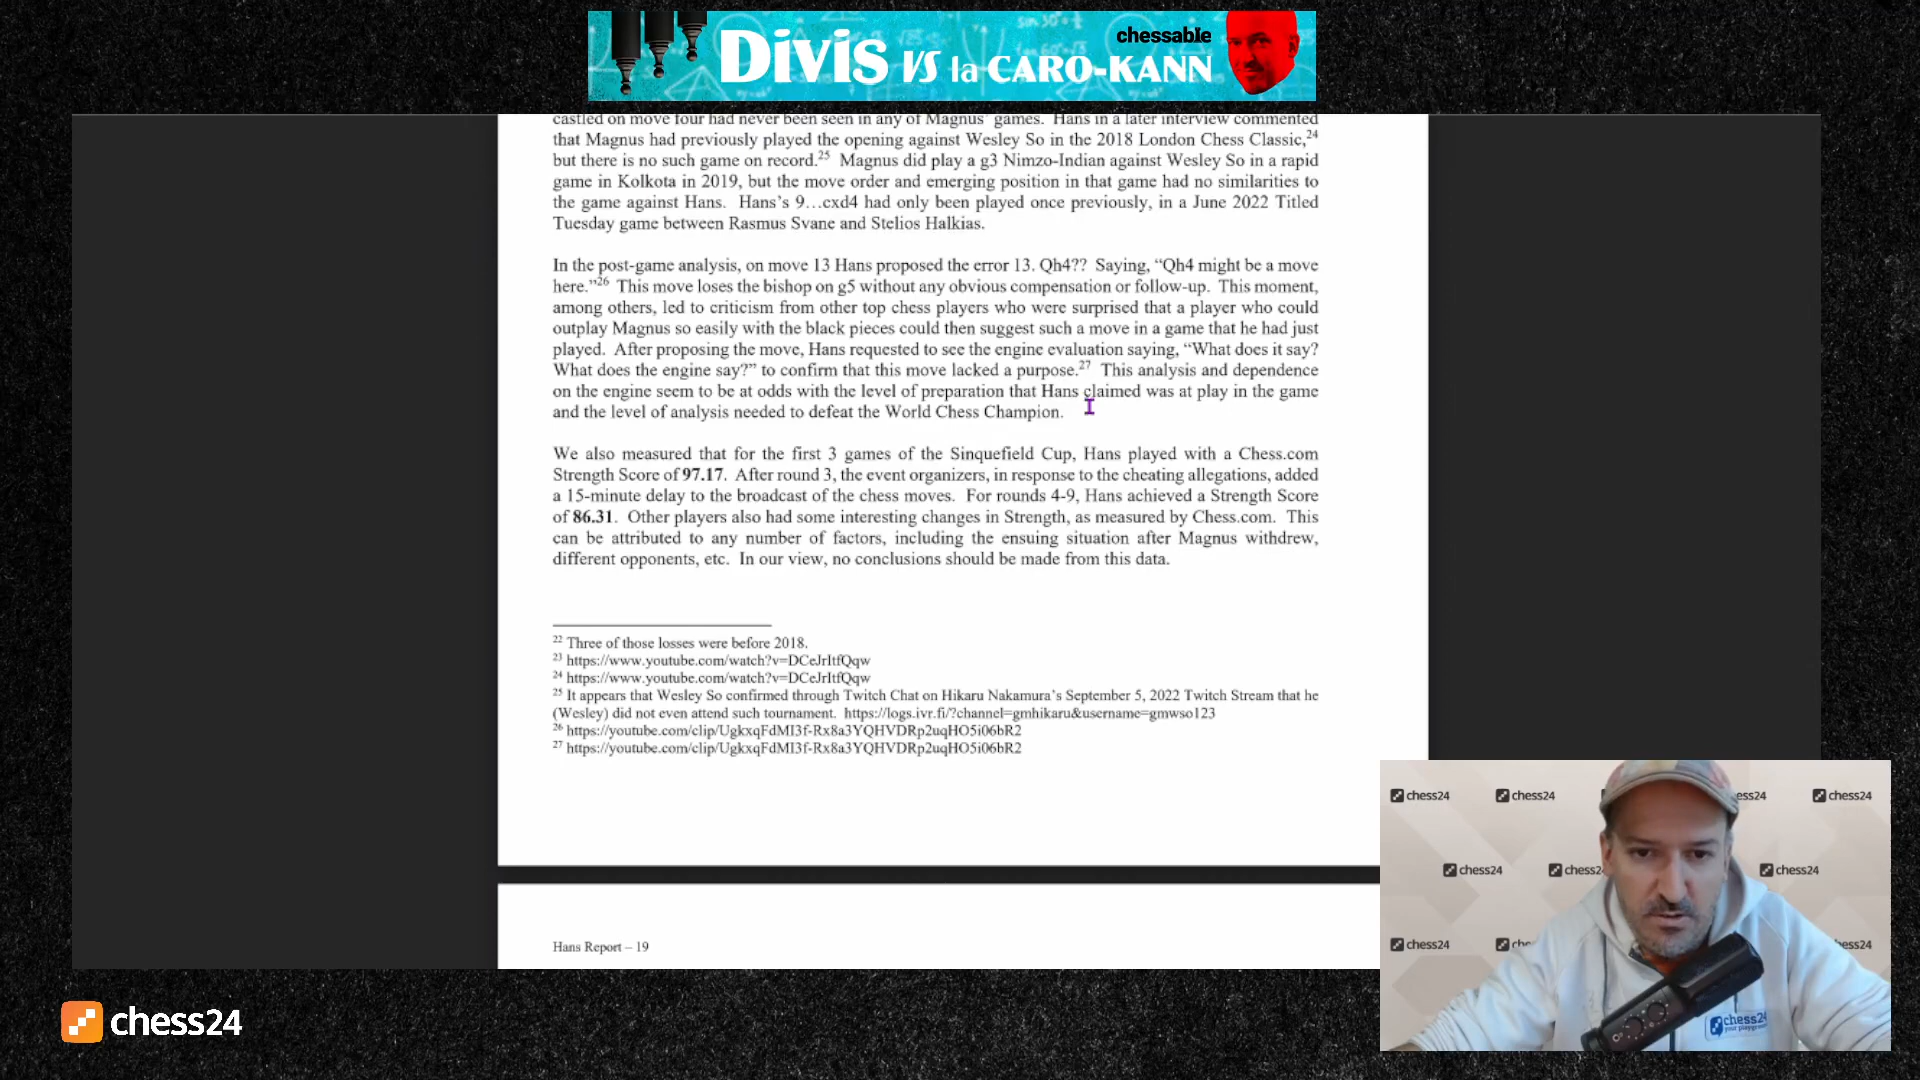 chessable
Divis VS la CARO-KANN
castled on move four had never been seen in any of Magnus' games. Hans in a later interview commented
that Magnus had previously played the opening against Wesley So in the 2018 London Chess Classic,24
but there is no such game on record.25 Magnus did play a g3 Nimzo-Indian against Wesley So in a rapid
game in Kolkota in 2019, but the move order and emerging position in that game had no similarities to
the game against Hans. Hans's 9…cxd4 had only been played once previously, in a June 2022 Titled
Tuesday game between Rasmus Svane and Stelios Halkias.
In the post-game analysis, on move 13 Hans proposed the error 13. Qh4?? Saying, “Qh4 might be a move
here.”26 This move loses the bishop on g5 without any obvious compensation or follow-up. This moment,
among others, led to criticism from other top chess players who were surprised that a player who could
outplay Magnus so easily with the black pieces could then suggest such a move in a game that he had just
played. After proposing the move, Hans requested to see the engine evaluation saying, “What does it say?
What does the engine say?” to confirm that this move lacked a purpose.27 This analysis and dependence
on the engine seem to be at odds with the level of preparation that Hans claimed was at play in the game
and the level of analysis needed to defeat the World Chess Champion.
We also measured that for the first 3 games of the Sinquefield Cup, Hans played with a Chess.com
Strength Score of 97.17. After round 3, the event organizers, in response to the cheating allegations, added
a 15-minute delay to the broadcast of the chess moves. For rounds 4-9, Hans achieved a Strength Score
of 86.31. Other players also had some interesting changes in Strength, as measured by Chess.com. This
can be attributed to any number of factors, including the ensuing situation after Magnus withdrew,
different opponents, etc. In our view, no conclusions should be made from this data.
22 Three of those losses were before 2018.
23 https://www.youtube.com/watch?v=DCeJrItfQqw
24 https://www.youtube.com/watch?v=DCeJrItfQqw
25 It appears that Wesley So confirmed through Twitch Chat on Hikaru Nakamura's September 5, 2022 Twitch Stream that he
(Wesley) did not even attend such tournament. https://logs.ivr.fi/?channel=gmhikaru&username=gmwso123
26 https://youtube.com/clip/UgkxqFdMI3f-Rx8a3YQHVDRp2uqHO5i06bR2
27 https://youtube.com/clip/UgkxqFdMI3f-Rx8a3YQHVDRp2uqHO5i06bR2
Hans Report – 19
chess24 chess24 ess24 chess24
chess24 chess2 chess24
chess24 che ess24
chess24
chess24